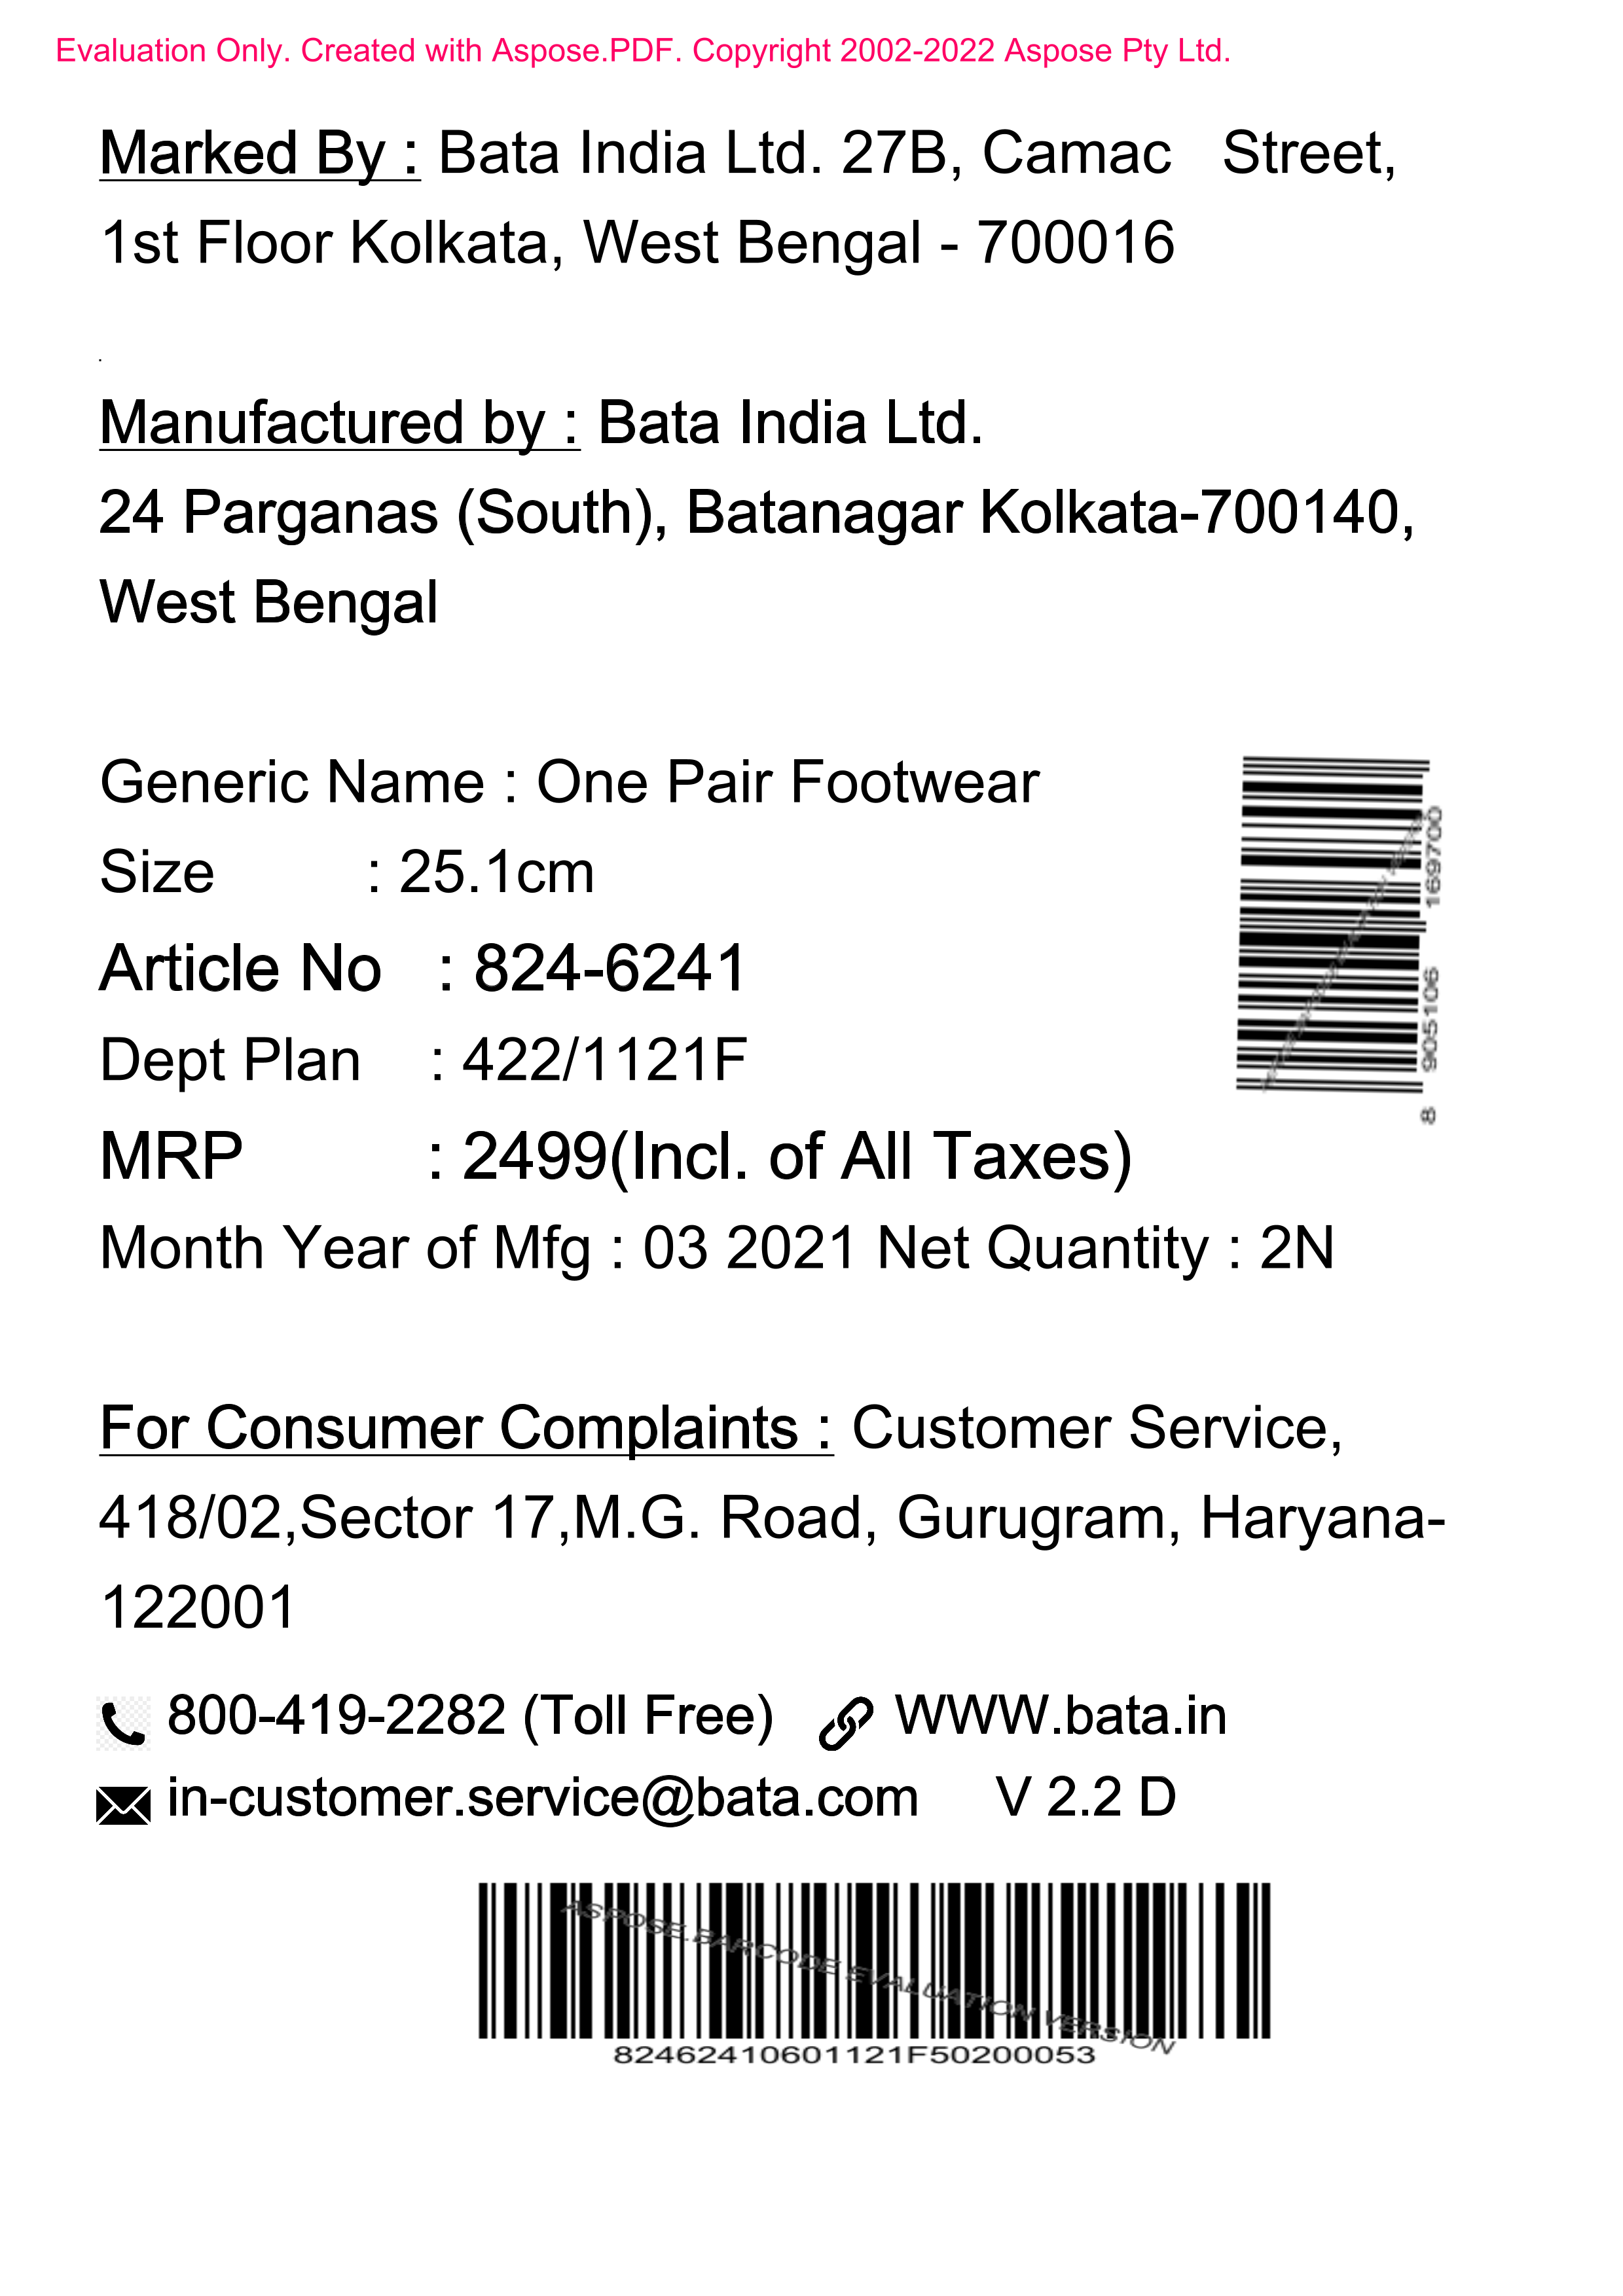 Evaluation Only. Created with Aspose.PDF. Copyright 2002-2022 Aspose Pty Ltd.
Marked By : Bata India Ltd. 27B, Camac Street,
1st Floor Kolkata, West Bengal - 700016
.
Manufactured by : Bata India Ltd.
24 Parganas (South), Batanagar Kolkata-700140,
West Bengal
Generic Name : One Pair Footwear
Size : 25.1cm
Article No : 824-6241
Dept Plan : 422/1121F
MRP : 2499(Incl. of All Taxes)
Month Year of Mfg : 03 2021 Net Quantity : 2N
8 905106 169700
For Consumer Complaints : Customer Service,
418/02,Sector 17,M.G. Road, Gurugram, Haryana-
122001
800-419-2282 (Toll Free) WWW.bata.in
in-customer.service@bata.com V 2.2 D
ASPOSE.BARCODE EVALUATION VERSION
82462410601121F50200053